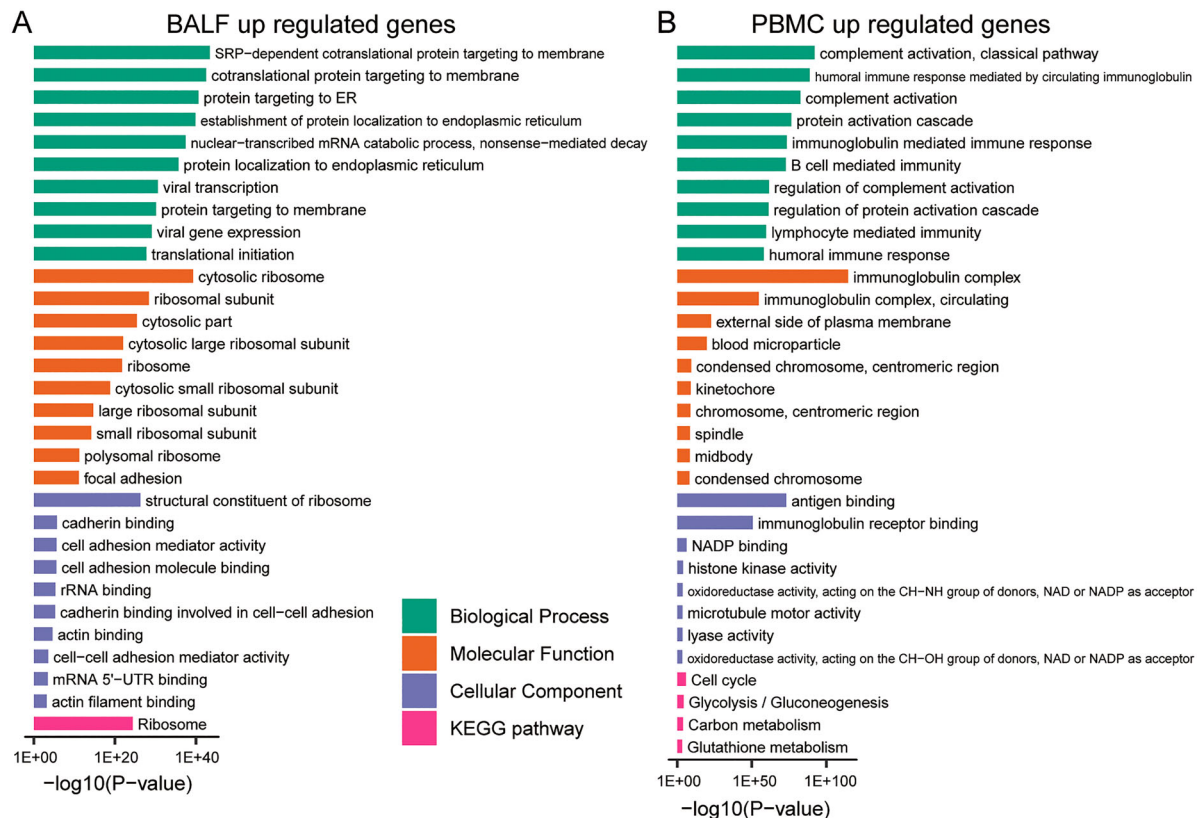 A
BALF up regulated genes
SRP−dependent cotranslational protein targeting to membrane
cotranslational protein targeting to membrane
protein targeting to ER
establishment of protein localization to endoplasmic reticulum
nuclear−transcribed mRNA catabolic process, nonsense−mediated decay
protein localization to endoplasmic reticulum
viral transcription
protein targeting to membrane
viral gene expression
translational initiation
cytosolic ribosome
ribosomal subunit
cytosolic part
cytosolic large ribosomal subunit
ribosome
cytosolic small ribosomal subunit
large ribosomal subunit
small ribosomal subunit
polysomal ribosome
focal adhesion
structural constituent of ribosome
cadherin binding
cell adhesion mediator activity
cell adhesion molecule binding
rRNA binding
cadherin binding involved in cell−cell adhesion
actin binding
cell−cell adhesion mediator activity
mRNA 5'−UTR binding
actin filament binding
Ribosome
1E+00 1E+20 1E+40
−log10(P−value)
Biological Process
Molecular Function
Cellular Component
KEGG pathway
B
PBMC up regulated genes
complement activation, classical pathway
humoral immune response mediated by circulating immunoglobulin
complement activation
protein activation cascade
immunoglobulin mediated immune response
B cell mediated immunity
regulation of complement activation
regulation of protein activation cascade
lymphocyte mediated immunity
humoral immune response
immunoglobulin complex
immunoglobulin complex, circulating
external side of plasma membrane
blood microparticle
condensed chromosome, centromeric region
kinetochore
chromosome, centromeric region
spindle
midbody
condensed chromosome
antigen binding
immunoglobulin receptor binding
NADP binding
histone kinase activity
oxidoreductase activity, acting on the CH−NH group of donors, NAD or NADP as acceptor
microtubule motor activity
lyase activity
oxidoreductase activity, acting on the CH−OH group of donors, NAD or NADP as acceptor
Cell cycle
Glycolysis / Gluconeogenesis
Carbon metabolism
Glutathione metabolism
1E+00 1E+50 1E+100
−log10(P−value)